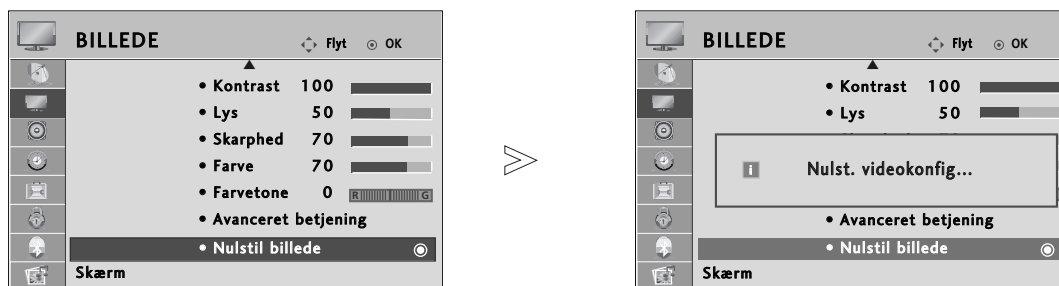 BILLEDE Flyt OK
• Kontrast 100
• Lys 50
• Skarphed 70
• Farve 70
• Farvetone 0 R G
• Avanceret betjening
• Nulstil billede
Skærm
BILLEDE Flyt OK
• Kontrast 100
• Lys 50
i Nulst. videokonfig...
• Avanceret betjening
• Nulstil billede
Skærm